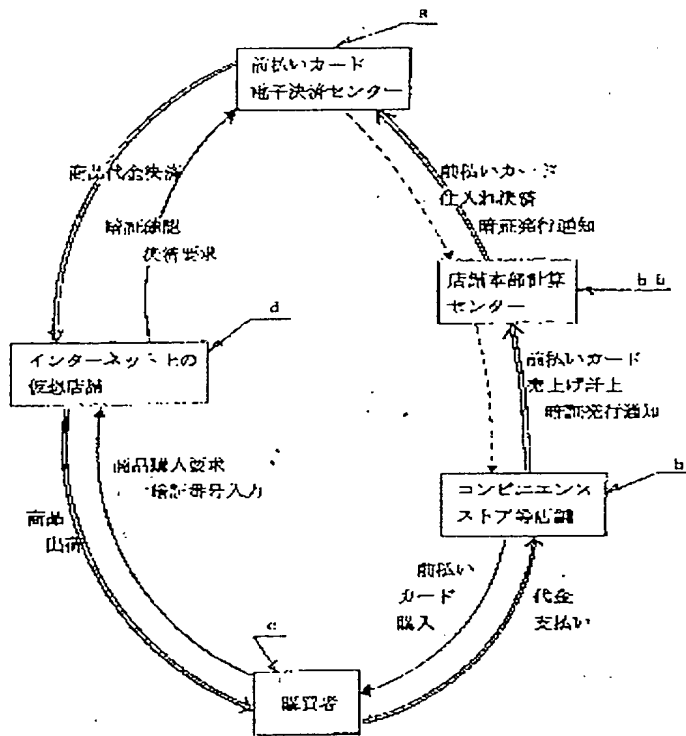 a
前払いカード
電子決済センター
商品代金決済
前払いカード
仕入れ決済
暗証発行通知
暗証確認
決済要求
店舗本部計算
センター
b b
d
インターネット上の
仮想店舗
前払いカード
売上げ計上
暗証発行通知
b
商品購入要求
暗証番号入力
コンビニエンス
ストア等店舗
商品
出荷
前払い
カード
購入
代金
支払い
c
購買者